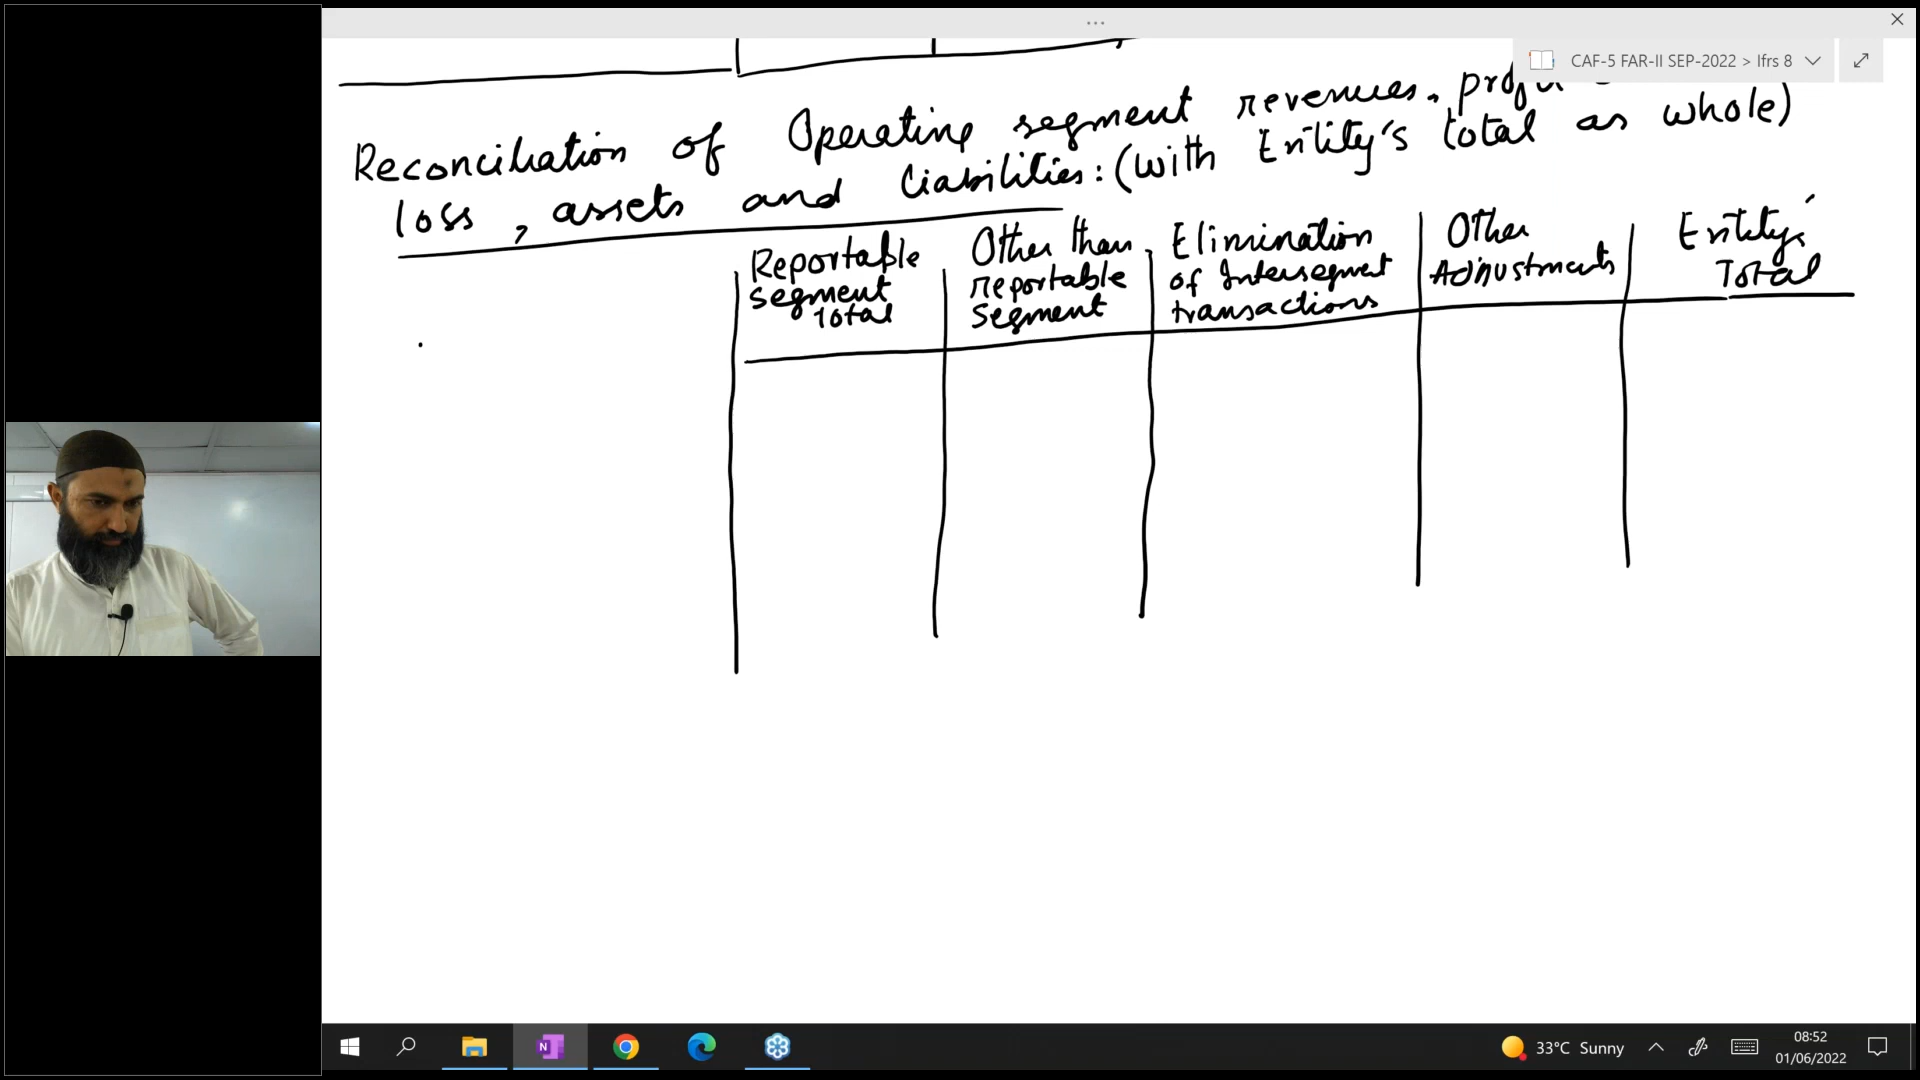 CAF-5 FAR-II SEP-2022 > Ifrs 8
Reconciliation of Operating segment revenues,
loss, assets and Liabilities: (with Entity's total as whole)
Reportable segment Total
Other than reportable Segment
Elimination of Intersegment transactions
Other Adjustments
Entity's Total
33°C Sunny
08:52
01/06/2022